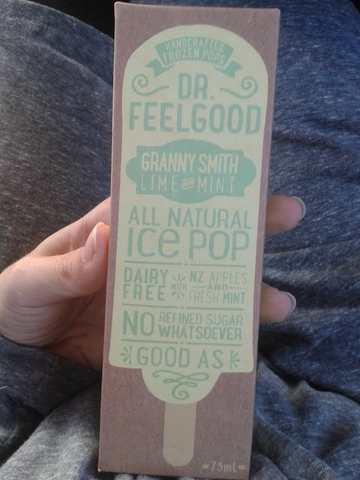 HANDCRAFTED
FROZEN POPS
DR.
FEELGOOD
GRANNY SMITH
LIME AND MINT
ALL NATURAL
ICE POP
DAIRY FREE WITH NZ APPLES AND FRESH MINT
NO REFINED SUGAR WHATSOEVER
GOOD AS
75mL